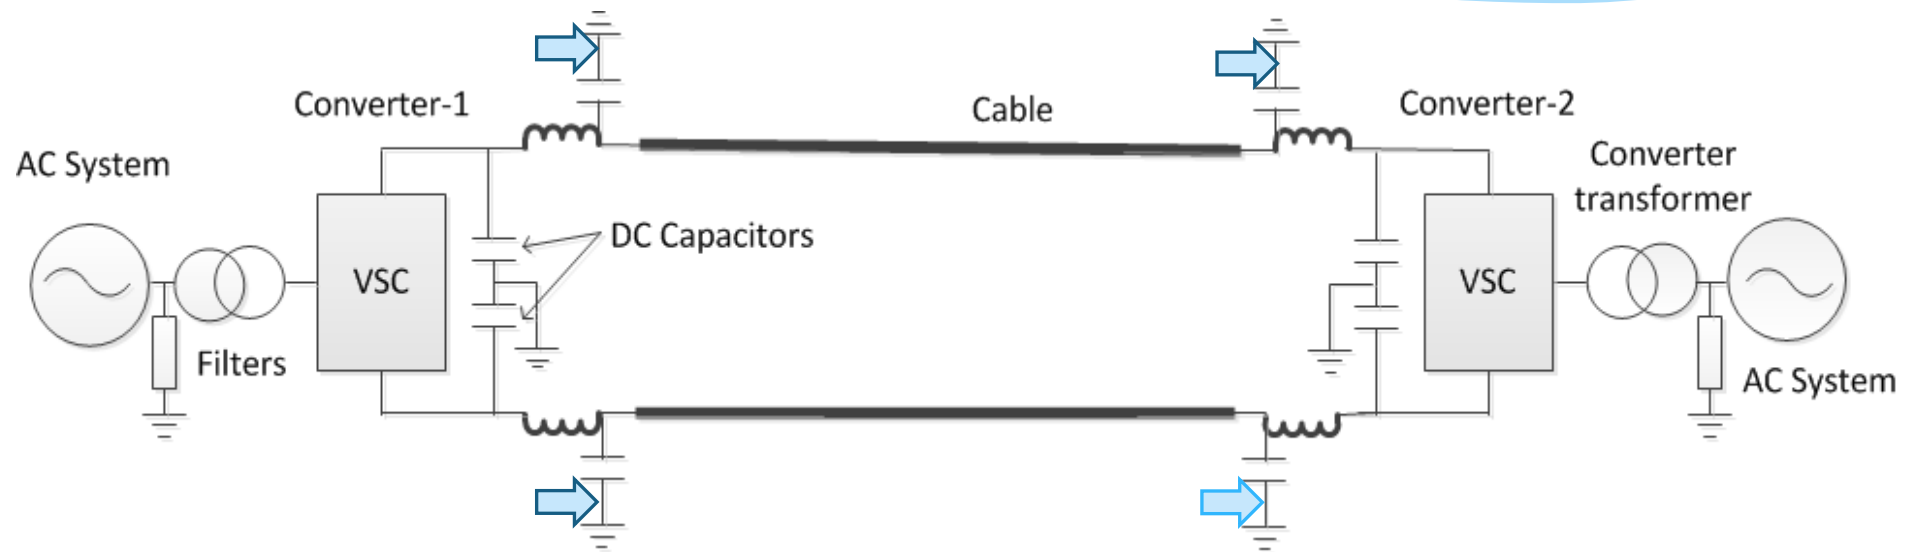 Converter-1
Cable
Converter-2
AC System
Converter
transformer
DC Capacitors
VSC
VSC
Filters
AC System